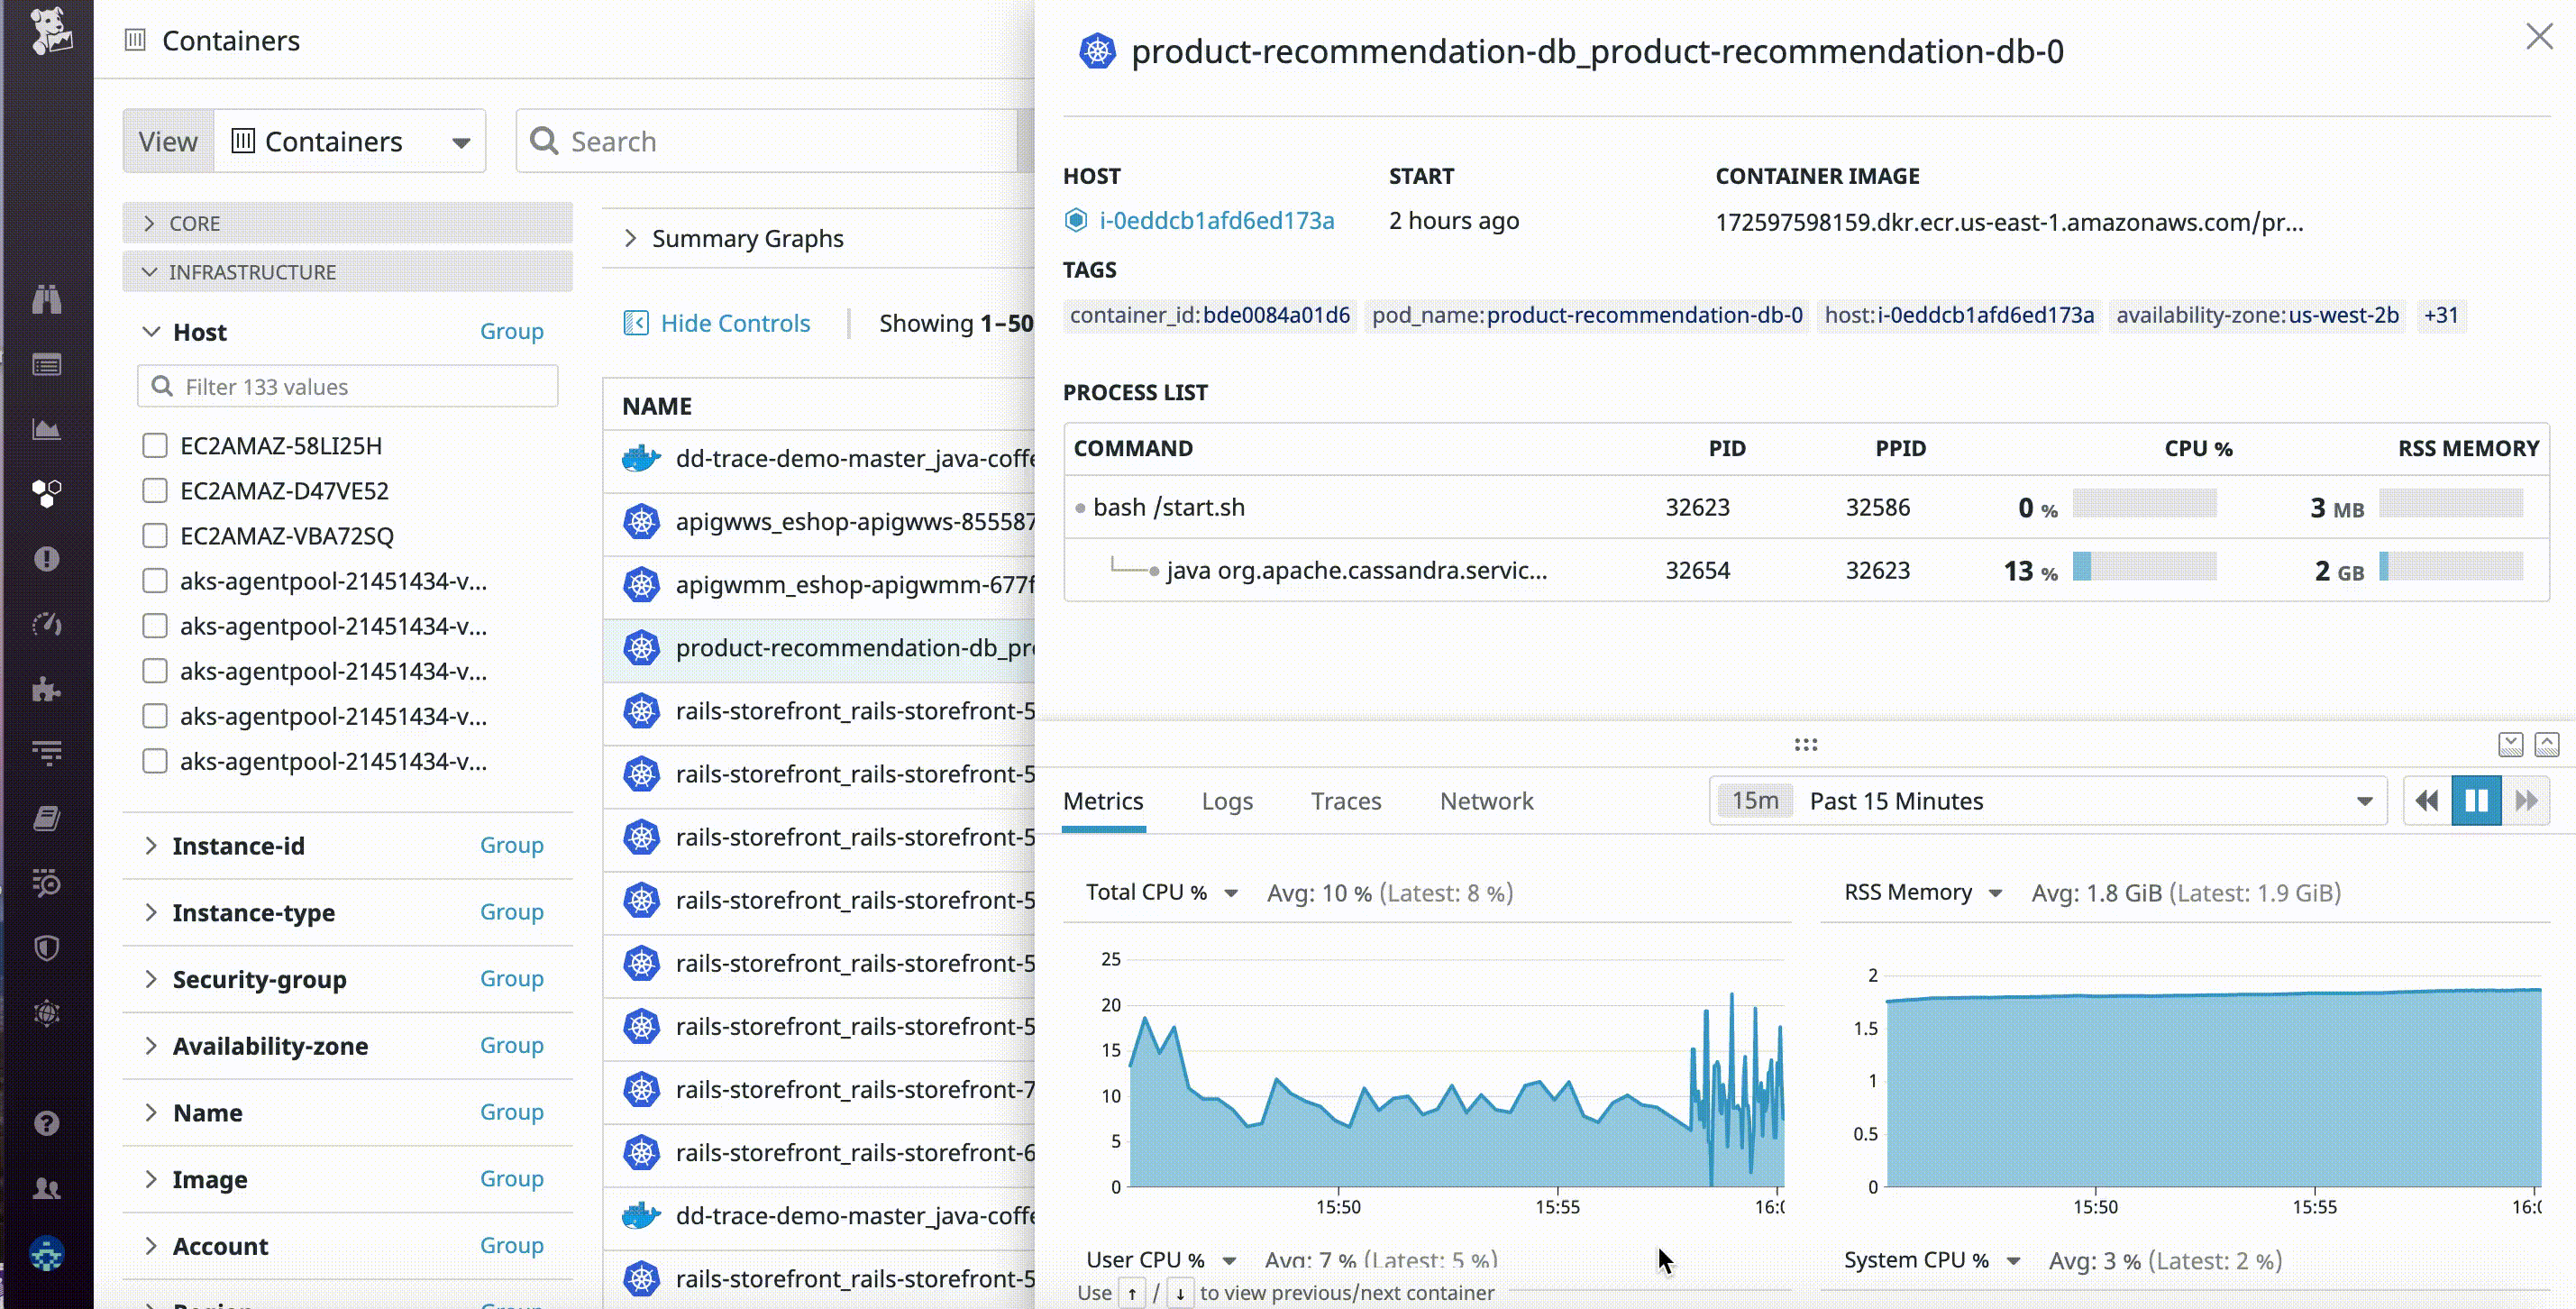 Containers
View Containers
Search
CORE
INFRASTRUCTURE
Host Group
Filter 133 values
EC2AMAZ-58LI25H
EC2AMAZ-D47VE52
EC2AMAZ-VBA72SQ
aks-agentpool-21451434-v...
aks-agentpool-21451434-v...
aks-agentpool-21451434-v...
aks-agentpool-21451434-v...
aks-agentpool-21451434-v...
Instance-id Group
Instance-type Group
Security-group Group
Availability-zone Group
Name Group
Image Group
Account Group
Summary Graphs
Hide Controls Showing 1–50
NAME
dd-trace-demo-master_java-coffe
apigwws_eshop-apigwws-855587
apigwmm_eshop-apigwmm-677f
product-recommendation-db_pro
rails-storefront_rails-storefront-5
rails-storefront_rails-storefront-5
rails-storefront_rails-storefront-5
rails-storefront_rails-storefront-5
rails-storefront_rails-storefront-5
rails-storefront_rails-storefront-5
rails-storefront_rails-storefront-7
rails-storefront_rails-storefront-6
dd-trace-demo-master_java-coffe
rails-storefront_rails-storefront-5
product-recommendation-db_product-recommendation-db-0
HOST START CONTAINER IMAGE
i-0eddcb1afd6ed173a 2 hours ago 172597598159.dkr.ecr.us-east-1.amazonaws.com/pr...
TAGS
container_id:bde0084a01d6 pod_name:product-recommendation-db-0 host:i-0eddcb1afd6ed173a availability-zone:us-west-2b +31
PROCESS LIST
COMMAND PID PPID CPU % RSS MEMORY
bash /start.sh 32623 32586 0 % 3 MB
java org.apache.cassandra.servic... 32654 32623 13 % 2 GB
Metrics Logs Traces Network 15m Past 15 Minutes
Total CPU % Avg: 10 % (Latest: 8 %)
25
20
15
10
5
0
15:50 15:55 16:0
RSS Memory Avg: 1.8 GiB (Latest: 1.9 GiB)
2
1.5
1
0.5
0
15:50 15:55 16:0
User CPU % Avg: 7 % (Latest: 5 %)
System CPU % Avg: 3 % (Latest: 2 %)
Use ↑ / ↓ to view previous/next container